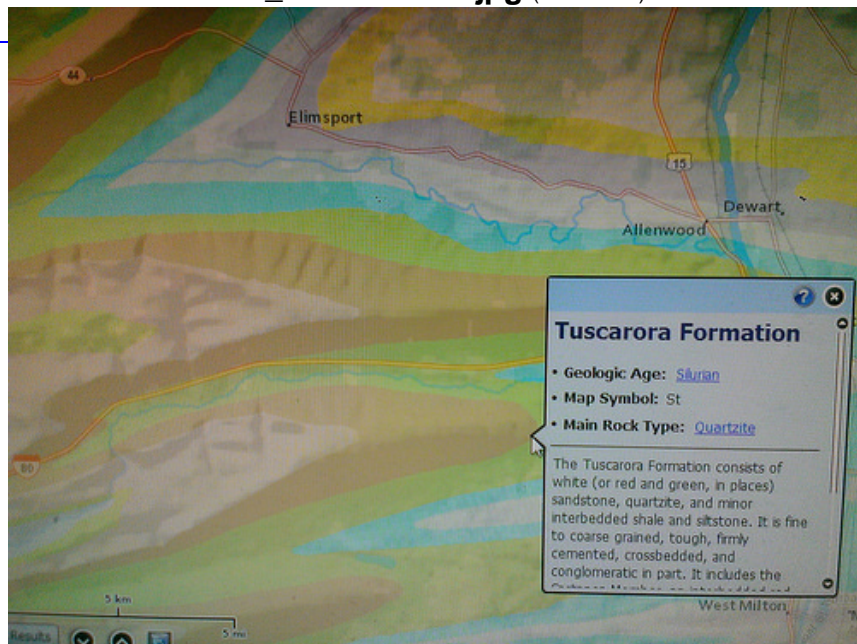 jpg
44
Elimsport
15
Dewart
Allenwood
Tuscarora Formation
• Geologic Age: Silurian
• Map Symbol: St
• Main Rock Type: Quartzite
The Tuscarora Formation consists of
white (or red and green, in places)
sandstone, quartzite, and minor
interbedded shale and siltstone. It is fine
to coarse grained, tough, firmly
cemented, crossbedded, and
conglomeratic in part. It includes the
80
West Milton
5 km
5 mi
Results